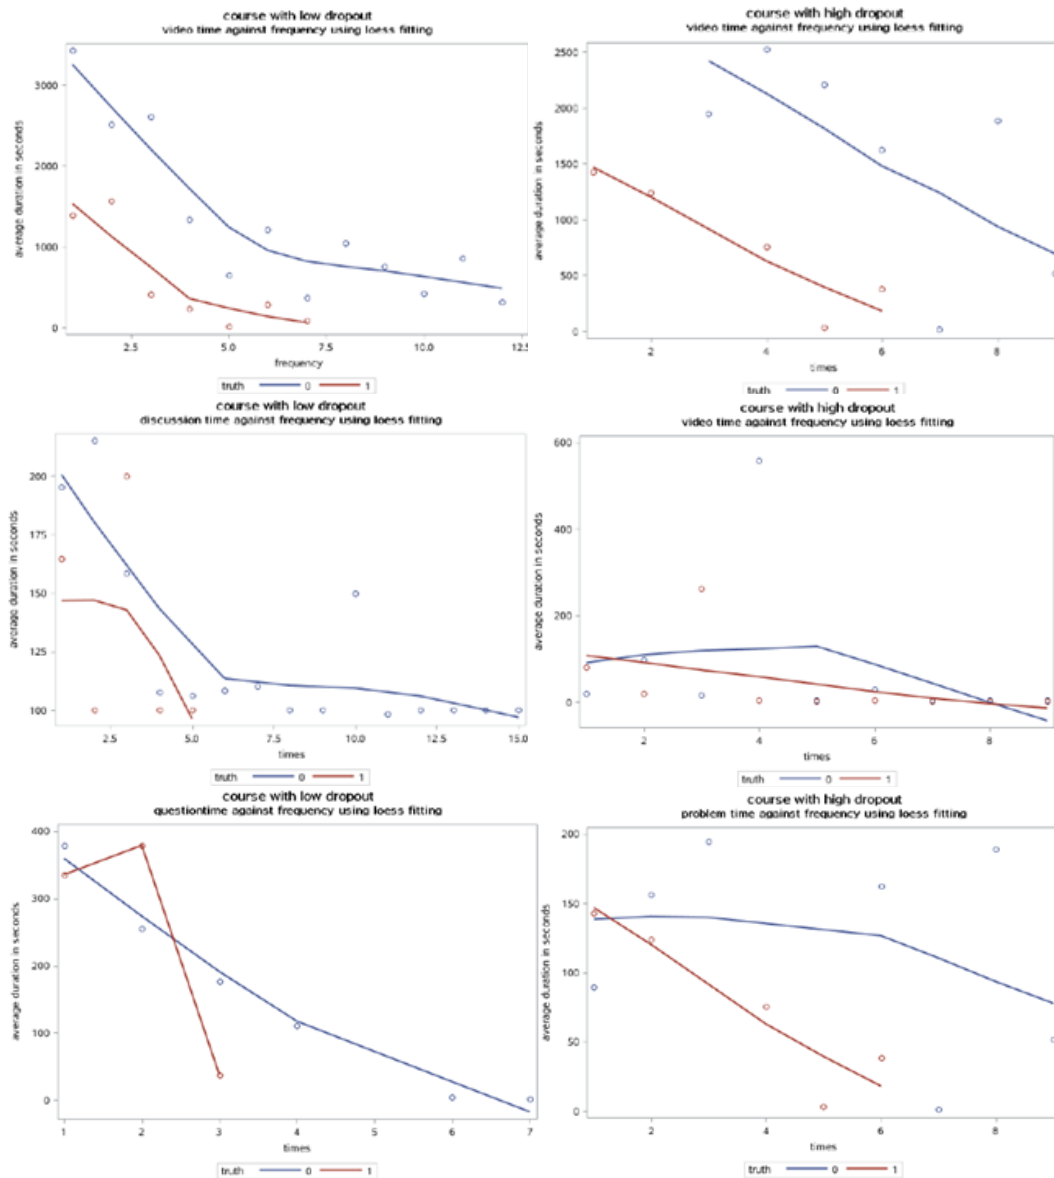 course with low dropout
video time against frequency using loess fitting
3000
2000
1000
0
average duration in seconds
2.5
5.0
7.5
10.0
12.5
frequency
truth 0 1
course with high dropout
video time against frequency using loess fitting
2500
2000
1500
1000
500
0
average duration in seconds
2
4
6
8
times
truth 0 1
course with low dropout
discussion time against frequency using loess fitting
200
175
150
125
100
average duration in seconds
2.5
5.0
7.5
10.0
12.5
15.0
times
truth 0 1
course with high dropout
video time against frequency using loess fitting
600
400
200
0
average duration in seconds
2
4
6
8
times
truth 0 1
course with low dropout
questiontime against frequency using loess fitting
400
300
200
100
0
average duration in seconds
1
2
3
4
5
6
7
times
truth 0 1
course with high dropout
problem time against frequency using loess fitting
200
150
100
50
0
average duration in seconds
2
4
6
8
times
truth 0 1